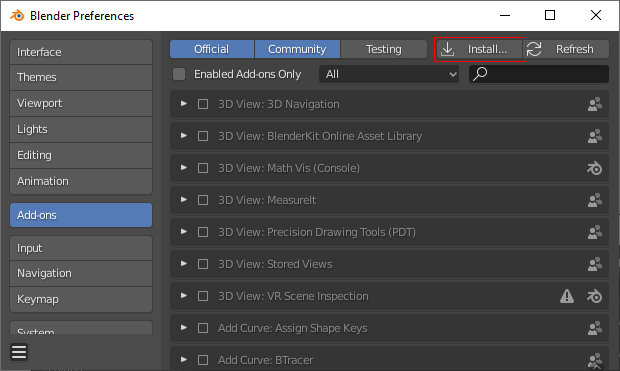 Blender Preferences
Interface
Themes
Viewport
Lights
Editing
Animation
Add-ons
Input
Navigation
Keymap
System
Official Community Testing Install... Refresh
Enabled Add-ons Only All
3D View: 3D Navigation
3D View: BlenderKit Online Asset Library
3D View: Math Vis (Console)
3D View: MeasureIt
3D View: Precision Drawing Tools (PDT)
3D View: Stored Views
3D View: VR Scene Inspection
Add Curve: Assign Shape Keys
Add Curve: BTracer